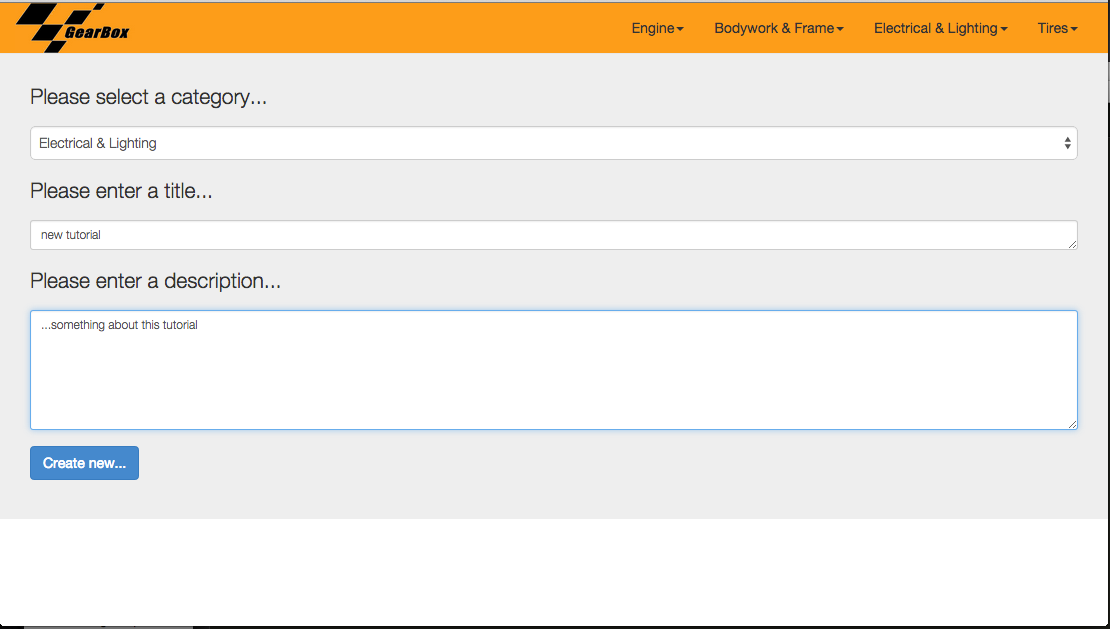 GearBox
Engine Bodywork & Frame Electrical & Lighting Tires
Please select a category...
Electrical & Lighting
Please enter a title...
new tutorial
Please enter a description...
...something about this tutorial
Create new...